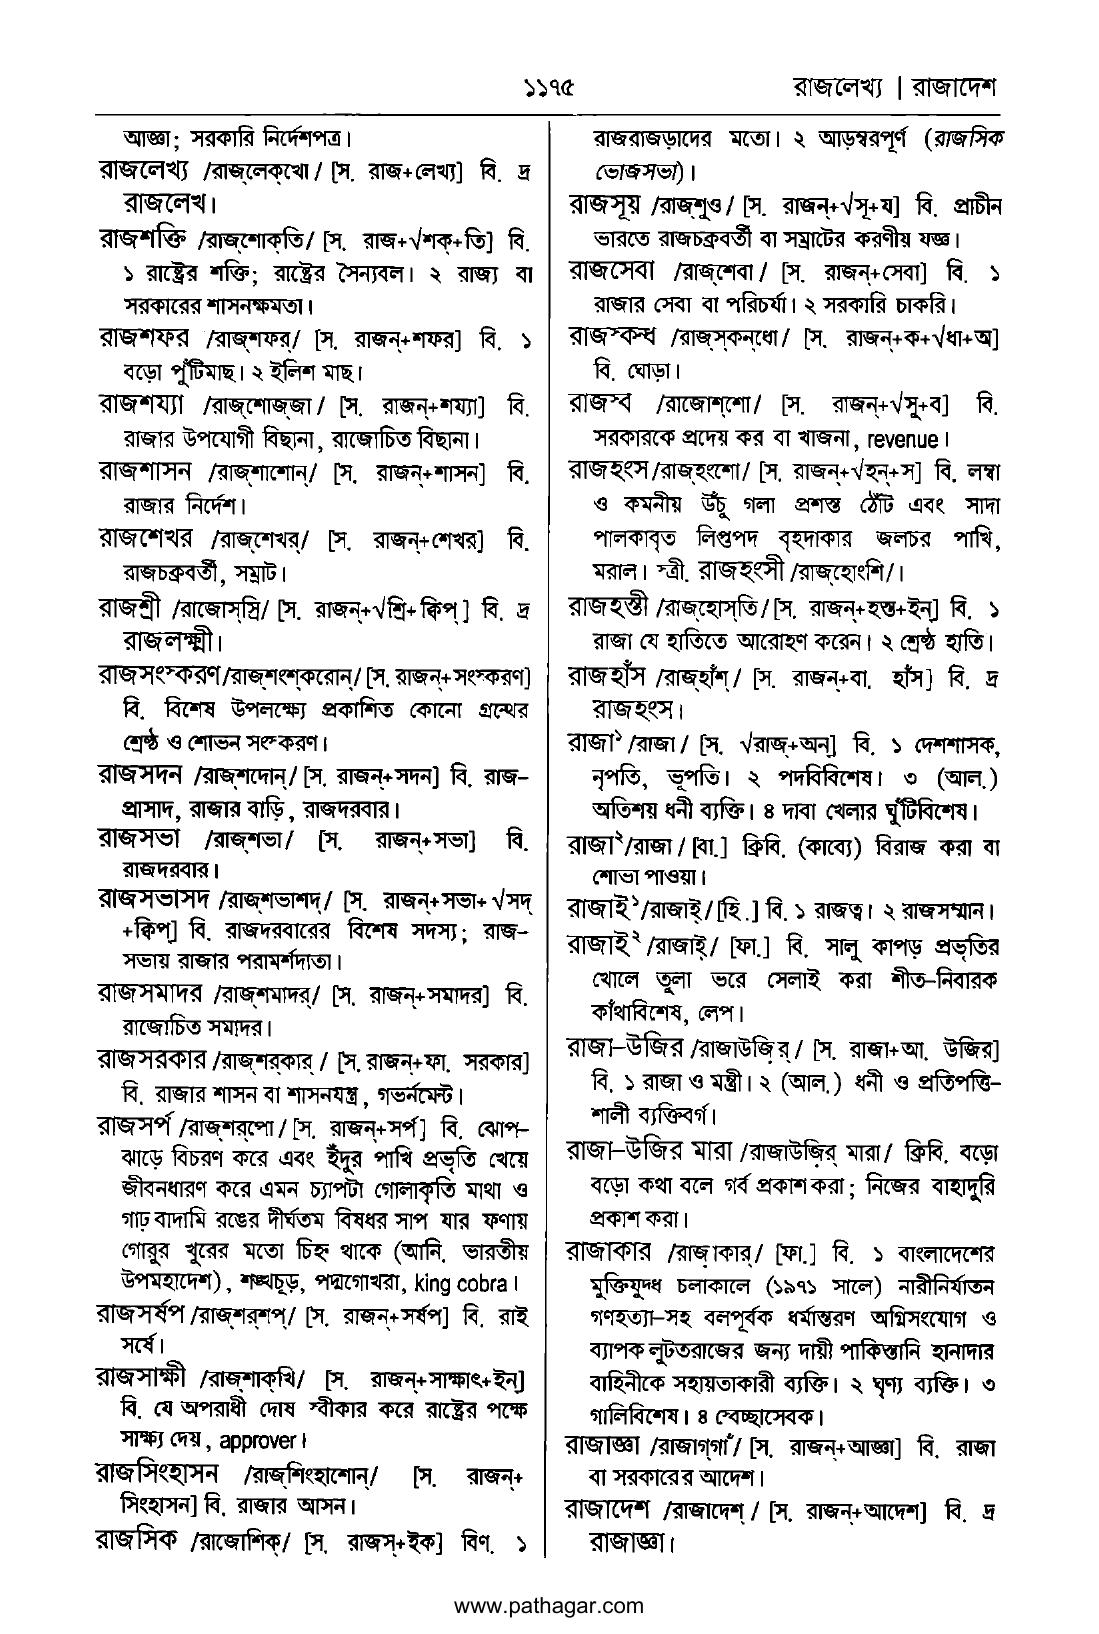 ১১৭৫
রাজলেখ্য | রাজাদেশ
আজ্ঞা; সরকারি নির্দেশপত্র।
রাজলেখ্য /রাজ্‌লেক্‌খো/ [স. রাজ+লেখ্য] বি. দ্র
রাজলেখ।
রাজশক্তি /রাজ্‌শোক্‌তি/ [স. রাজ+√শক্+তি] বি.
১ রাষ্ট্রের শক্তি; রাষ্ট্রের সৈন্যবল। ২ রাজ্য বা
সরকারের শাসনক্ষমতা।
রাজশফর /রাজ্‌শফর্/ [স. রাজন্+শফর] বি. ১
বড়ো পুঁটিমাছ। ২ ইলিশ মাছ।
রাজশয্যা /রাজ্‌শোজ্‌জা/ [স. রাজন্+শয্যা] বি.
রাজার উপযোগী বিছানা, রাজোচিত বিছানা।
রাজশাসন /রাজ্‌শাশোন্/ [স. রাজন্+শাসন] বি.
রাজার নির্দেশ।
রাজশেখর /রাজ্‌শেখর্/ [স. রাজন্+শেখর] বি.
রাজচক্রবর্তী, সম্রাট।
রাজশ্রী /রাজোস্‌স্রি/ [স. রাজন্+√শ্রি+ক্বিপ্] বি. দ্র
রাজলক্ষ্মী।
রাজসংস্করণ/রাজ্‌শংশ্‌করোন্/ [স. রাজন্+সংস্করণ]
বি. বিশেষ উপলক্ষ্যে প্রকাশিত কোনো গ্রন্থের
শ্রেষ্ঠ ও শোভন সংস্করণ।
রাজসদন /রাজ্‌শদোন্/ [স. রাজন্+সদন] বি. রাজ-
প্রাসাদ, রাজার বাড়ি, রাজদরবার।
রাজসভা /রাজ্‌শভা/ [স. রাজন্+সভা] বি.
রাজদরবার।
রাজসভাসদ /রাজ্‌শভাশদ্/ [স. রাজন্+সভা+√সদ্
+ক্বিপ্] বি. রাজদরবারের বিশেষ সদস্য; রাজ-
সভায় রাজার পরামর্শদাতা।
রাজসমাদর /রাজ্‌শমাদর্/ [স. রাজন্+সমাদর] বি.
রাজোচিত সমাদর।
রাজসরকার /রাজ্‌শর্‌কার্/ [স. রাজন্+ফা. সরকার]
বি. রাজার শাসন বা শাসনযন্ত্র, গভর্নমেন্ট।
রাজসর্প /রাজ্‌শর্‌পো/ [স. রাজন্+সর্প] বি. ঝোপ-
ঝাড়ে বিচরণ করে এবং ইঁদুর পাখি প্রভৃতি খেয়ে
জীবনধারণ করে এমন চ্যাপটা গোলাকৃতি মাথা ও
গাঢ় বাদামি রঙের দীর্ঘতম বিষধর সাপ যার ফণায়
গোরুর খুরের মতো চিহ্ন থাকে (আনি. ভারতীয়
উপমহাদেশ), শঙ্খচূড়, পদ্মগোখরা, king cobra।
রাজসর্ষপ /রাজ্‌শর্‌শপ্/ [স. রাজন্+সর্ষপ] বি. রাই
সর্ষে।
রাজসাক্ষী /রাজ্‌শাক্‌খি/ [স. রাজন্+সাক্ষাৎ+ইন্]
বি. যে অপরাধী দোষ স্বীকার করে রাষ্ট্রের পক্ষে
সাক্ষ্য দেয়, approver।
রাজসিংহাসন /রাজ্‌শিংহাশোন্/ [স. রাজন্+
সিংহাসন] বি. রাজার আসন।
রাজসিক /রাজোশিক্/ [স. রাজস্+ইক] বিণ. ১
রাজরাজড়াদের মতো। ২ আড়ম্বরপূর্ণ (রাজসিক
ভোজসভা)।
রাজসূয় /রাজ্‌শুও/ [স. রাজন্+√সূ+য] বি. প্রাচীন
ভারতে রাজচক্রবর্তী বা সম্রাটের করণীয় যজ্ঞ।
রাজসেবা /রাজ্‌শেবা/ [স. রাজন্+সেবা] বি. ১
রাজার সেবা বা পরিচর্যা। ২ সরকারি চাকরি।
রাজস্কন্ধ /রাজ্‌স্‌কন্‌ধো/ [স. রাজন্+ক+√ধা+অ]
বি. ঘোড়া।
রাজস্ব /রাজোশ্‌শো/ [স. রাজন্+√সু+ব] বি.
সরকারকে প্রদেয় কর বা খাজনা, revenue।
রাজহংস/রাজ্‌হংশো/ [স. রাজন্+√হন্+স] বি. লম্বা
ও কমনীয় উঁচু গলা প্রশস্ত ঠোঁট এবং সাদা
পালকাবৃত লিপ্তপদ বৃহদাকার জলচর পাখি,
মরাল। স্ত্রী. রাজহংসী /রাজ্‌হোংশি/।
রাজহস্তী /রাজ্‌হোস্‌তি/ [স. রাজন্+হস্ত+ইন্] বি. ১
রাজা যে হাতিতে আরোহণ করেন। ২ শ্রেষ্ঠ হাতি।
রাজহাঁস /রাজ্‌হাঁশ্/ [স. রাজন্+বা. হাঁস] বি. দ্র
রাজহংস।
রাজা১ /রাজা/ [স. √রাজ্+অন্] বি. ১ দেশশাসক,
নৃপতি, ভূপতি। ২ পদবিবিশেষ। ৩ (আল.)
অতিশয় ধনী ব্যক্তি। ৪ দাবা খেলার ঘুঁটিবিশেষ।
রাজা২/রাজা/ [বা.] ক্রিবি. (কাব্যে) বিরাজ করা বা
শোভা পাওয়া।
রাজাই১/রাজাই্/ [হি.] বি. ১ রাজত্ব। ২ রাজসম্মান।
রাজাই২ /রাজাই্/ [ফা.] বি. সালু কাপড় প্রভৃতির
খোলে তুলা ভরে সেলাই করা শীত-নিবারক
কাঁথাবিশেষ, লেপ।
রাজা-উজির /রাজাউজ়ির্/ [স. রাজা+আ. উজির]
বি. ১ রাজা ও মন্ত্রী। ২ (আল.) ধনী ও প্রতিপত্তি-
শালী ব্যক্তিবর্গ।
রাজা-উজির মারা /রাজাউজ়ির্ মারা/ ক্রিবি. বড়ো
বড়ো কথা বলে গর্ব প্রকাশ করা; নিজের বাহাদুরি
প্রকাশ করা।
রাজাকার /রাজ়াকার্/ [ফা.] বি. ১ বাংলাদেশের
মুক্তিযুদ্ধ চলাকালে (১৯৭১ সালে) নারীনির্যাতন
গণহত্যা-সহ বলপূর্বক ধর্মান্তরণ অগ্নিসংযোগ ও
ব্যাপক লুটতরাজের জন্য দায়ী পাকিস্তানি হানাদার
বাহিনীকে সহায়তাকারী ব্যক্তি। ২ ঘৃণ্য ব্যক্তি। ৩
গালিবিশেষ। ৪ স্বেচ্ছাসেবক।
রাজাজ্ঞা /রাজাগ্‌গাঁ/ [স. রাজন্+আজ্ঞা] বি. রাজা
বা সরকারের আদেশ।
রাজাদেশ /রাজাদেশ্/ [স. রাজন্+আদেশ] বি. দ্র
রাজাজ্ঞা।
www.pathagar.com